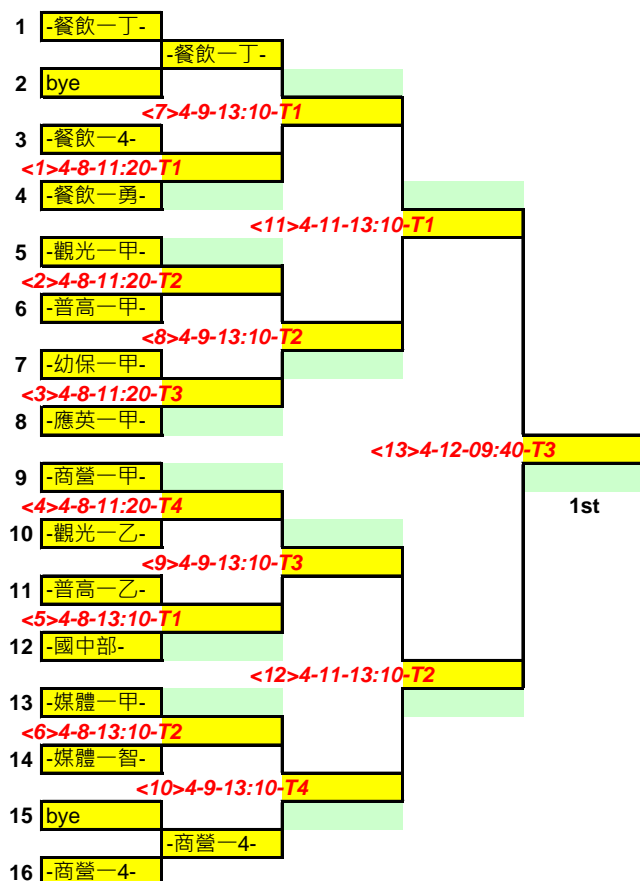 1 -餐飲一丁-
-餐飲一丁-
2 bye
<7>4-9-13:10-T1
3 -餐飲一4-
<1>4-8-11:20-T1
4 -餐飲一勇-
<11>4-11-13:10-T1
5 -觀光一甲-
<2>4-8-11:20-T2
6 -普高一甲-
<8>4-9-13:10-T2
7 -幼保一甲-
<3>4-8-11:20-T3
8 -應英一甲-
<13>4-12-09:40-T3
9 -商營一甲-
<4>4-8-11:20-T4
1st
10 -觀光一乙-
<9>4-9-13:10-T3
11 -普高一乙-
<5>4-8-13:10-T1
12 -國中部-
<12>4-11-13:10-T2
13 -媒體一甲-
<6>4-8-13:10-T2
14 -媒體一智-
<10>4-9-13:10-T4
15 bye
-商營一4-
16 -商營一4-